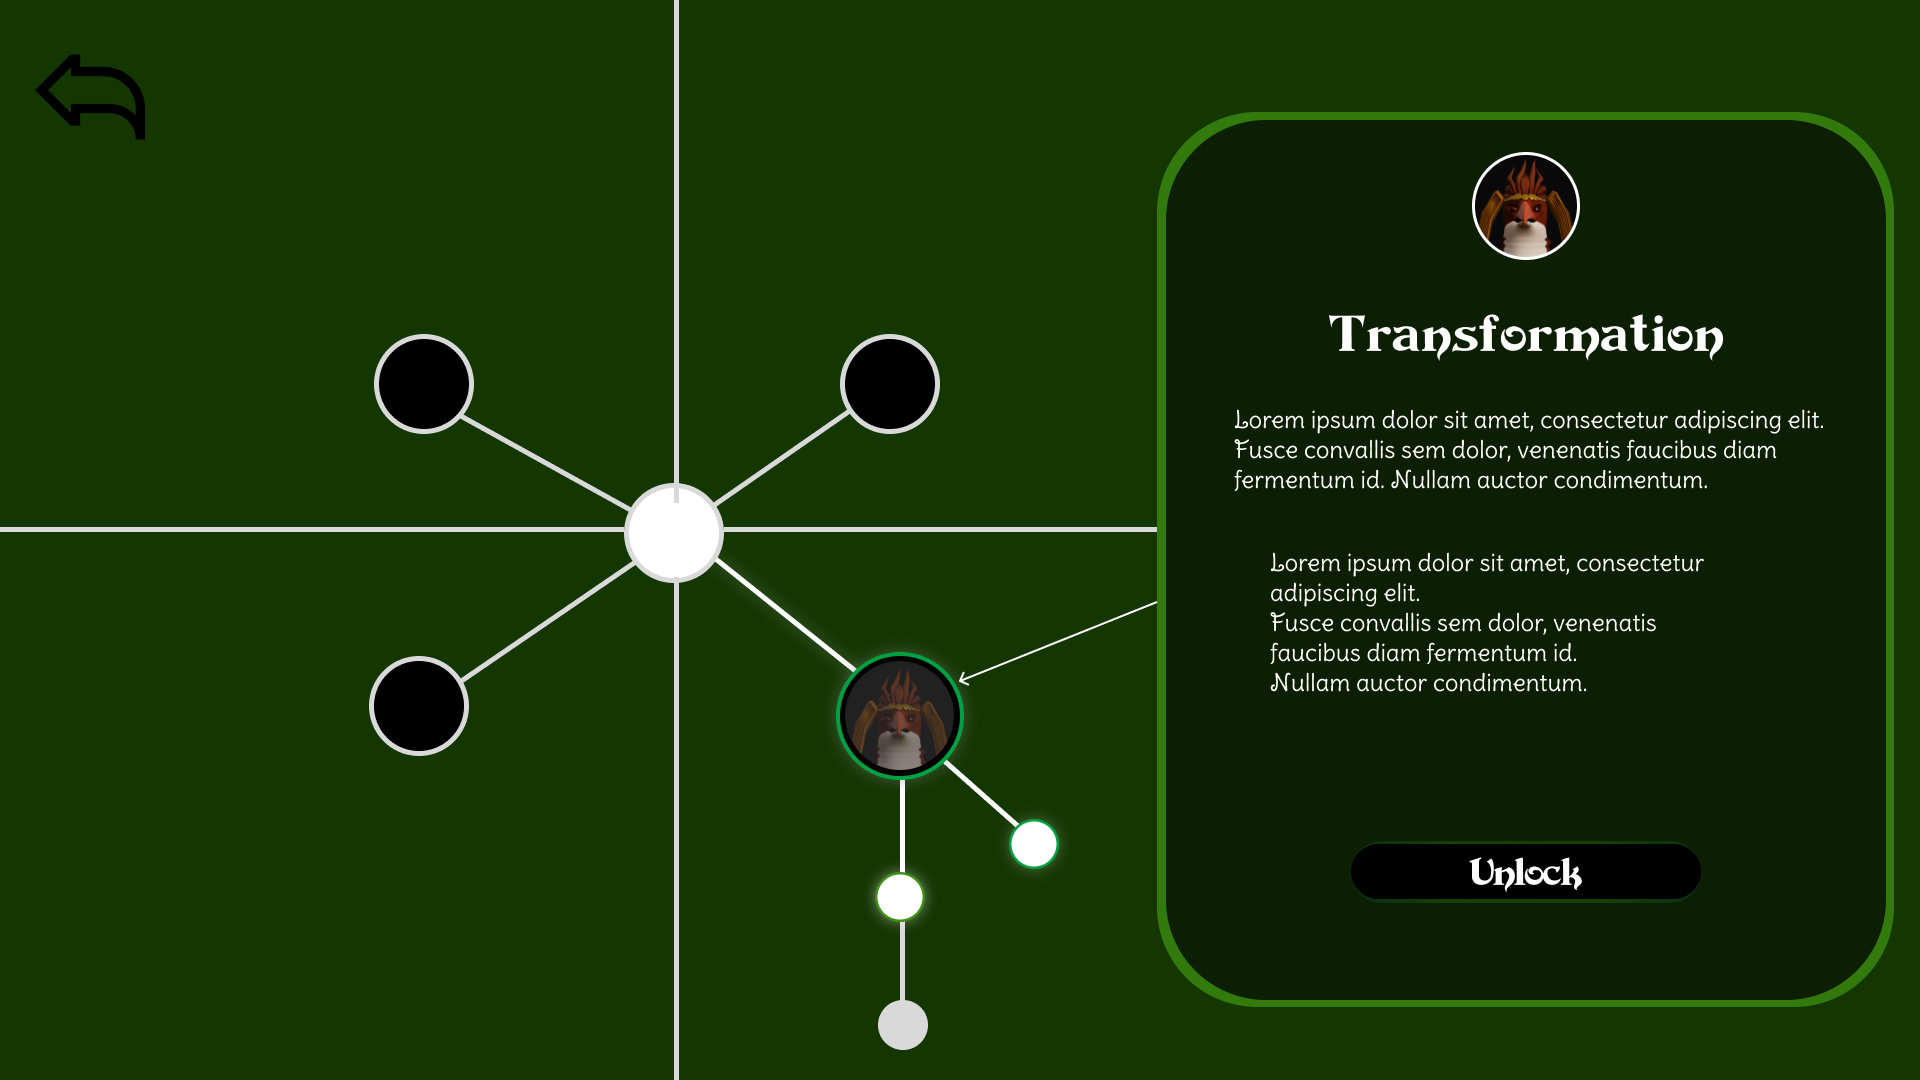 Transformation
Lorem ipsum dolor sit amet, consectetur adipiscing elit.
Fusce convallis sem dolor, venenatis faucibus diam
fermentum id. Nullam auctor condimentum.
Lorem ipsum dolor sit amet, consectetur
adipiscing elit.
Fusce convallis sem dolor, venenatis
faucibus diam fermentum id.
Nullam auctor condimentum.
Unlock